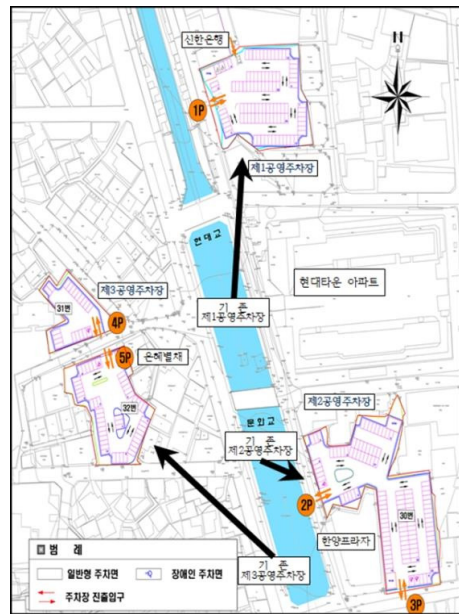 신한은행
N
1P
제1공영주차장
현대교
제3공영주차장
현대타운 아파트
31번
4P
기 존
제1공영주차장
5P
은혜별채
제2공영주차장
32번
문화교
기 존
제2공영주차장
2P
30번
한양프라자
범 례
일반형 주차면
장애인 주차면
주차장 진출입구
기 존
제3공영주차장
3P